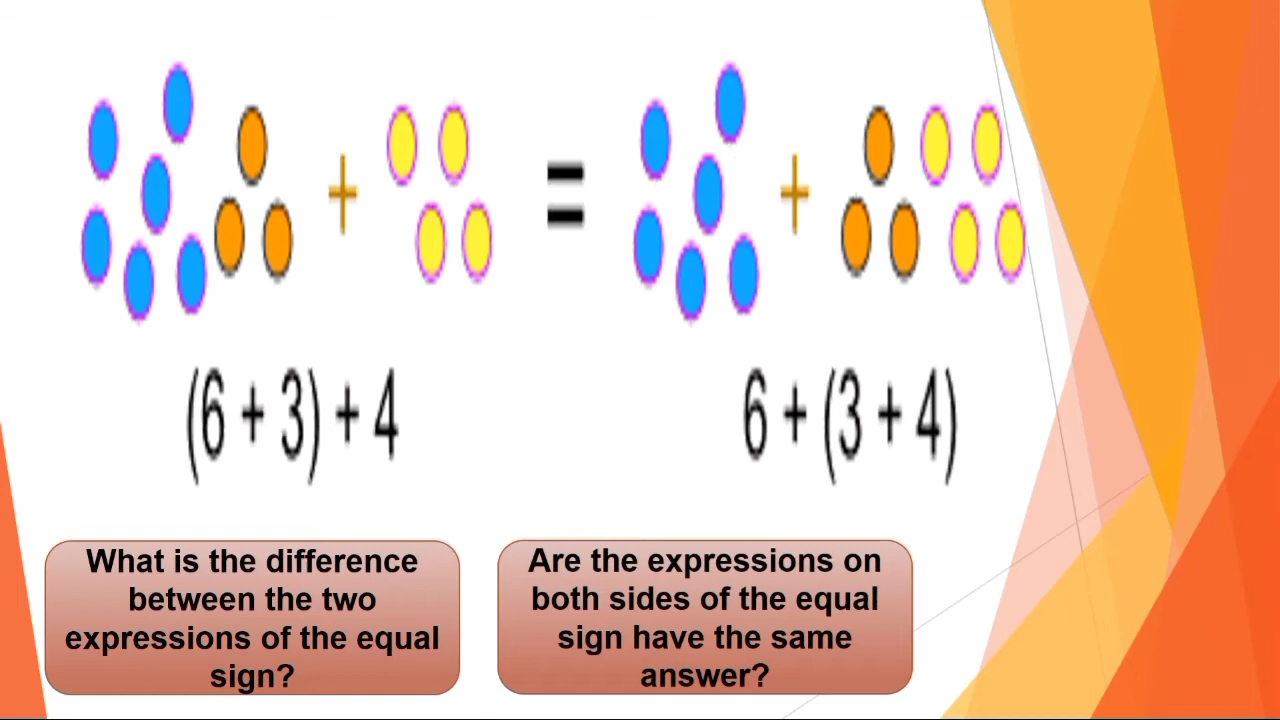 + = +
(6 + 3) + 4 6 + (3 + 4)
What is the difference
between the two
expressions of the equal
sign?
Are the expressions on
both sides of the equal
sign have the same
answer?